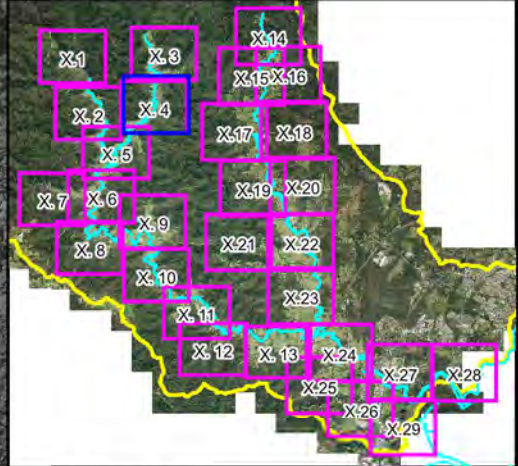 X.14
X.1
X. 3
X.15
X.16
X. 2
X. 4
X.17
X.18
X. 5
X.19
X.20
X. 7
X. 6
X. 9
X. 8
X.21
X.22
X. 10
X.23
X. 11
X. 12
X. 13
X.24
X.27
X.28
X.25
X.26
X.29